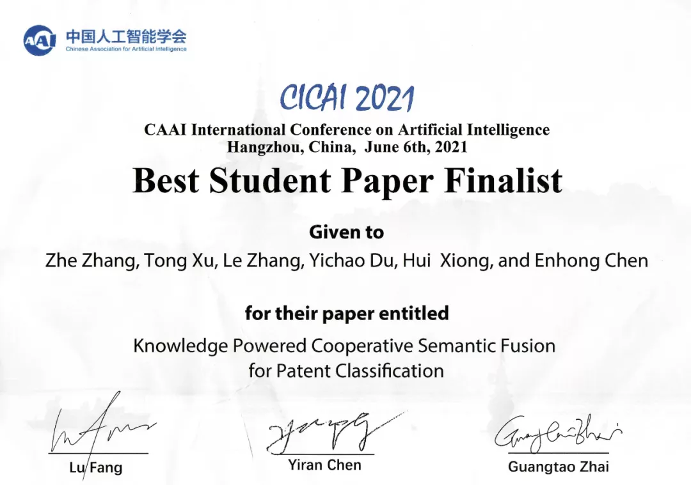 CAAI 中国人工智能学会
Chinese Association for Artificial Intelligence
CICAI 2021
CAAI International Conference on Artificial Intelligence
Hangzhou, China, June 6th, 2021
Best Student Paper Finalist
Given to
Zhe Zhang, Tong Xu, Le Zhang, Yichao Du, Hui Xiong, and Enhong Chen
for their paper entitled
Knowledge Powered Cooperative Semantic Fusion
for Patent Classification
Lu Fang
Yiran Chen
Guangtao Zhai